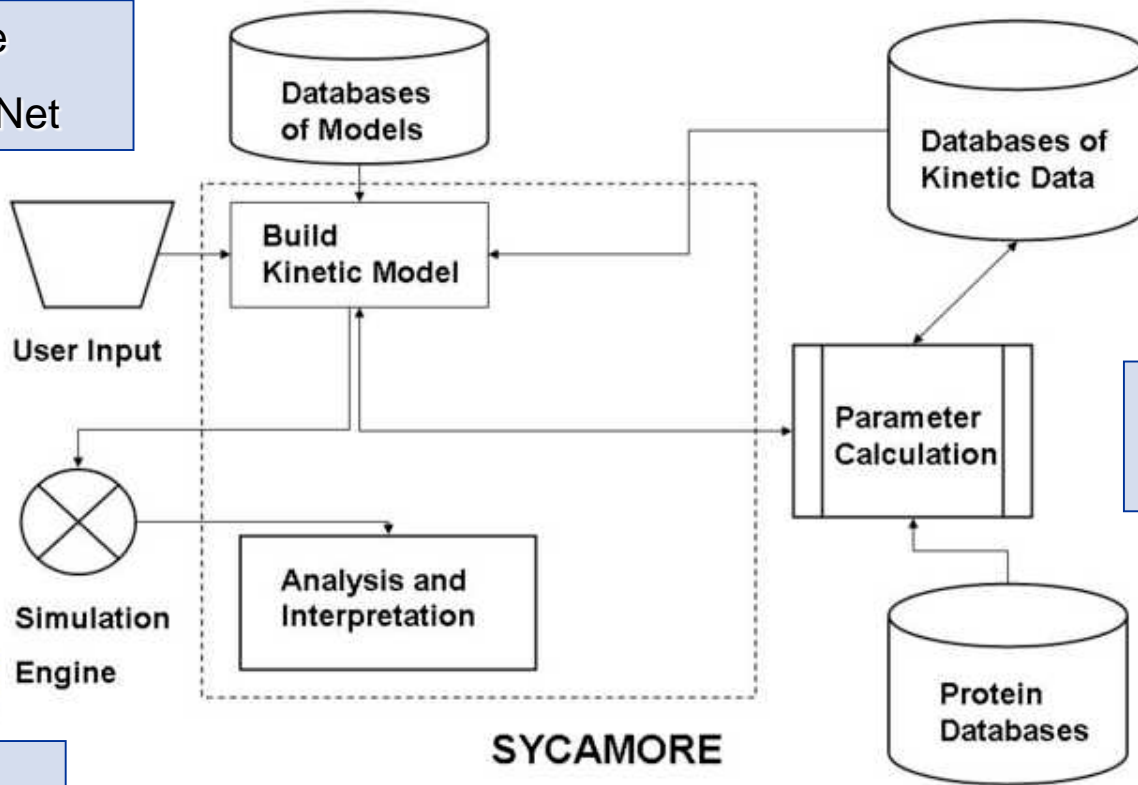 e
Net
Databases
of Models
Databases of
Kinetic Data
Build
Kinetic Model
User Input
Parameter
Calculation
Analysis and
Interpretation
Simulation
Engine
Protein
Databases
SYCAMORE